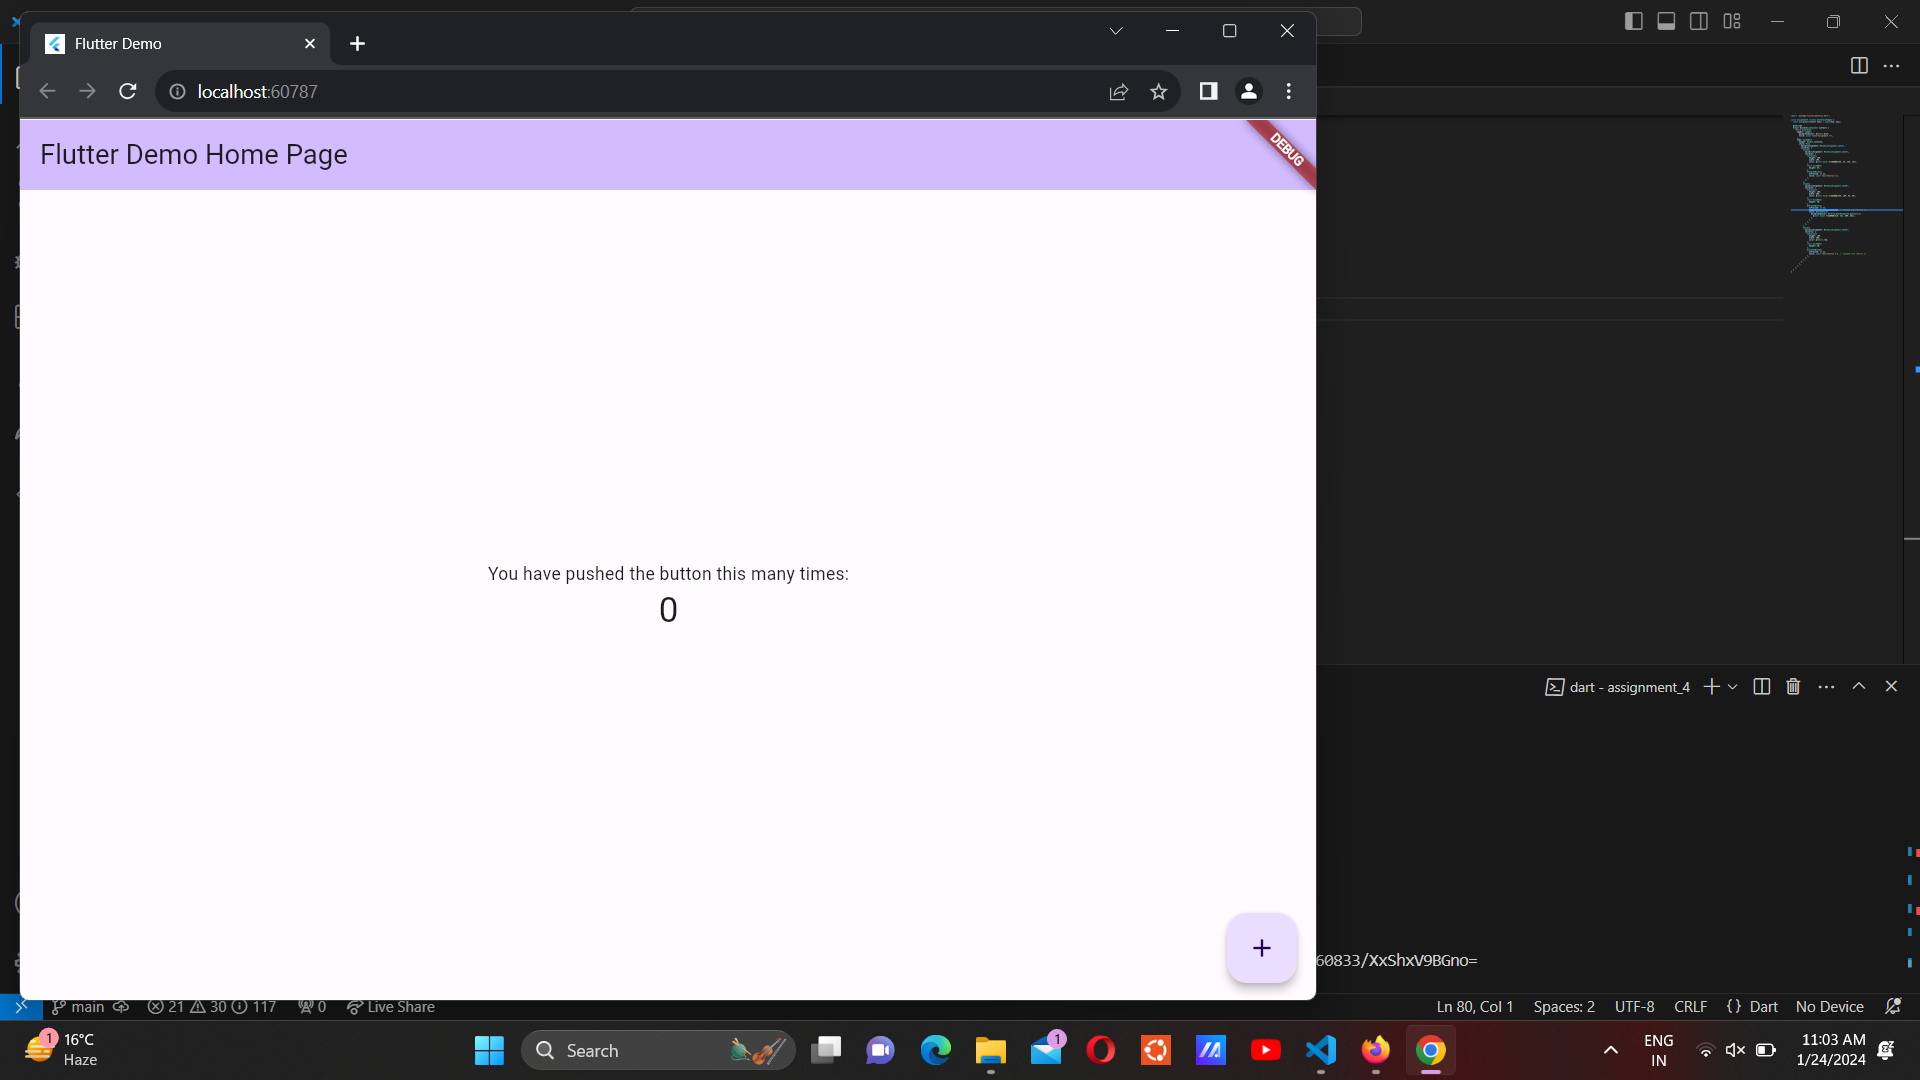 Flutter Demo
localhost:60787
Flutter Demo Home Page
DEBUG
You have pushed the button this many times:
0
+
dart - assignment_4
60833/XxShxV9BGno=
main
21
30
117
0
Live Share
Ln 80, Col 1
Spaces: 2
UTF-8
CRLF
{ } Dart
No Device
1
16°C
Haze
Search
1
ENG
IN
11:03 AM
1/24/2024